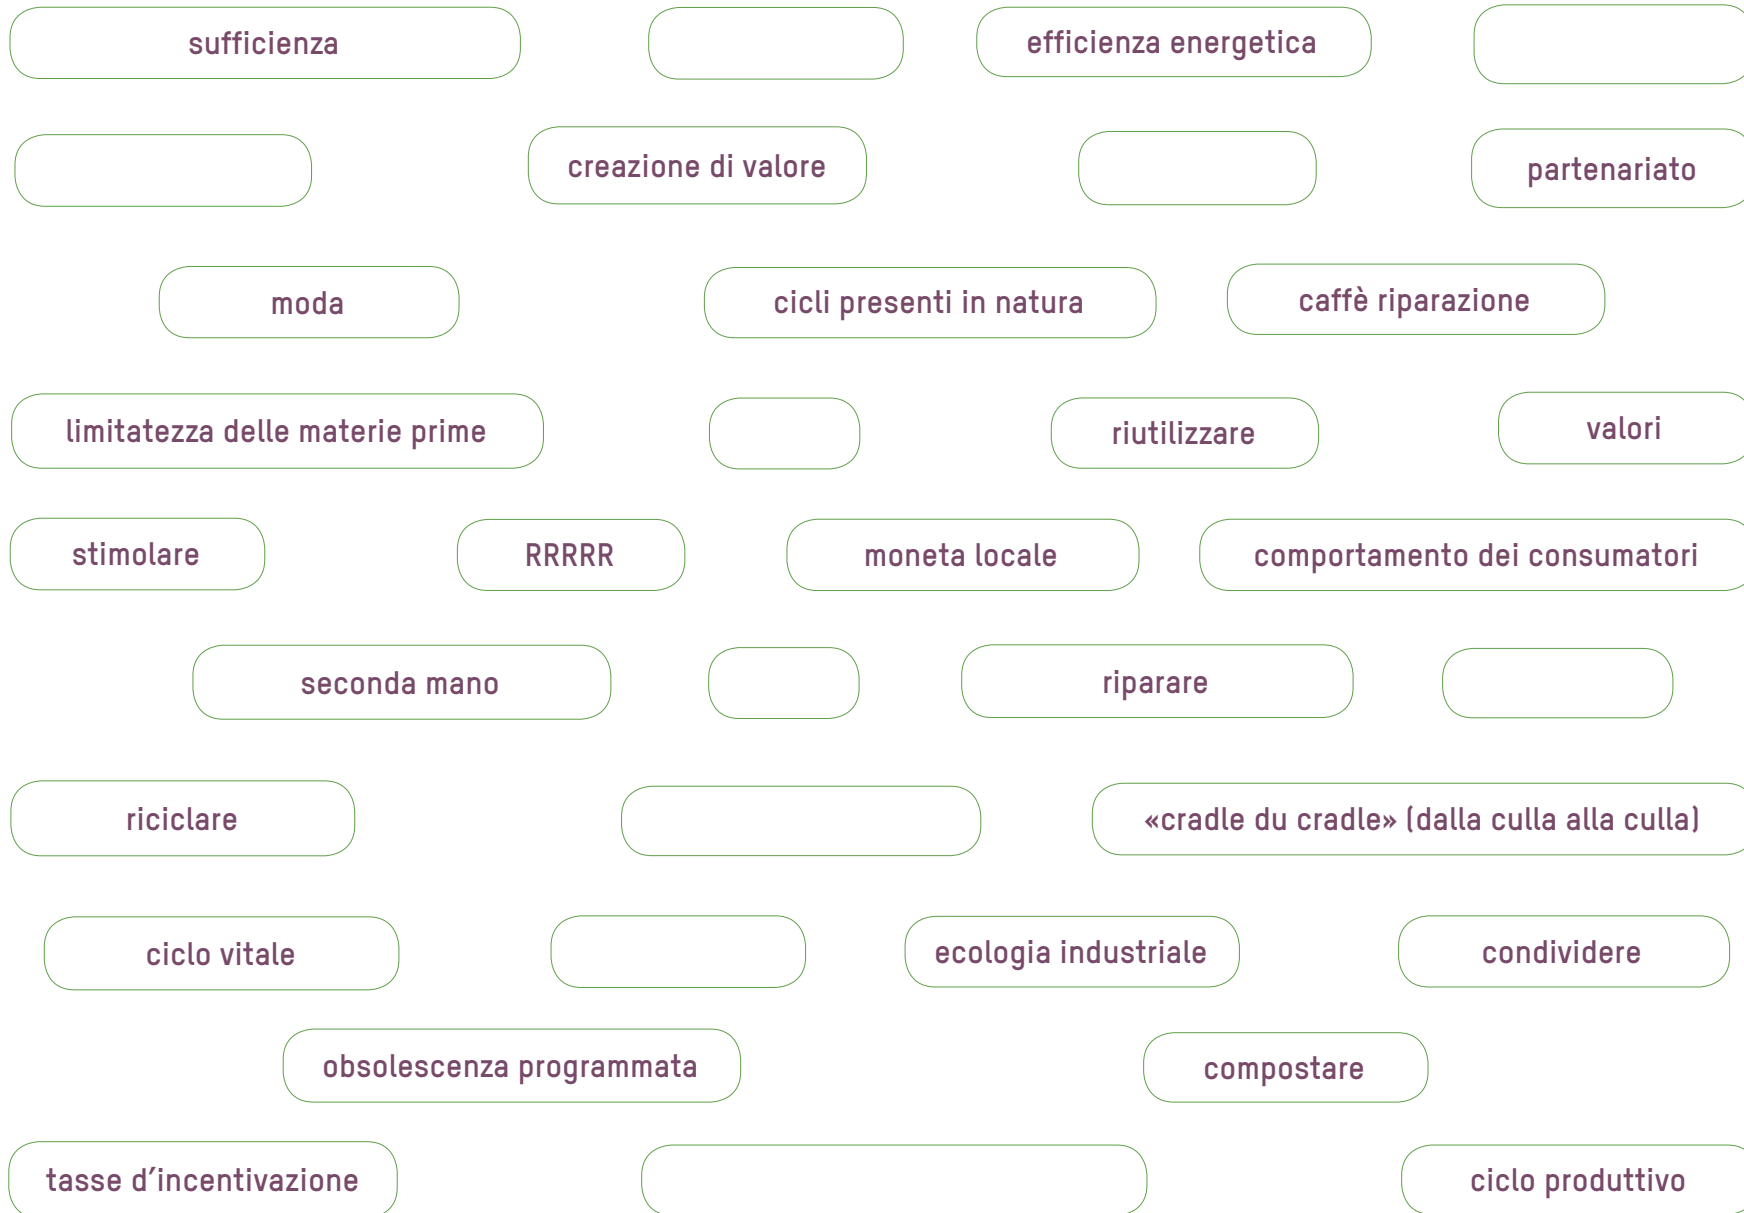 sufficienza
efficienza energetica
creazione di valore
partenariato
moda
cicli presenti in natura
caffè riparazione
limitatezza delle materie prime
riutilizzare
valori
stimolare
RRRRR
moneta locale
comportamento dei consumatori
seconda mano
riparare
riciclare
«cradle du cradle» (dalla culla alla culla)
ciclo vitale
ecologia industriale
condividere
obsolescenza programmata
compostare
tasse d’incentivazione
ciclo produttivo